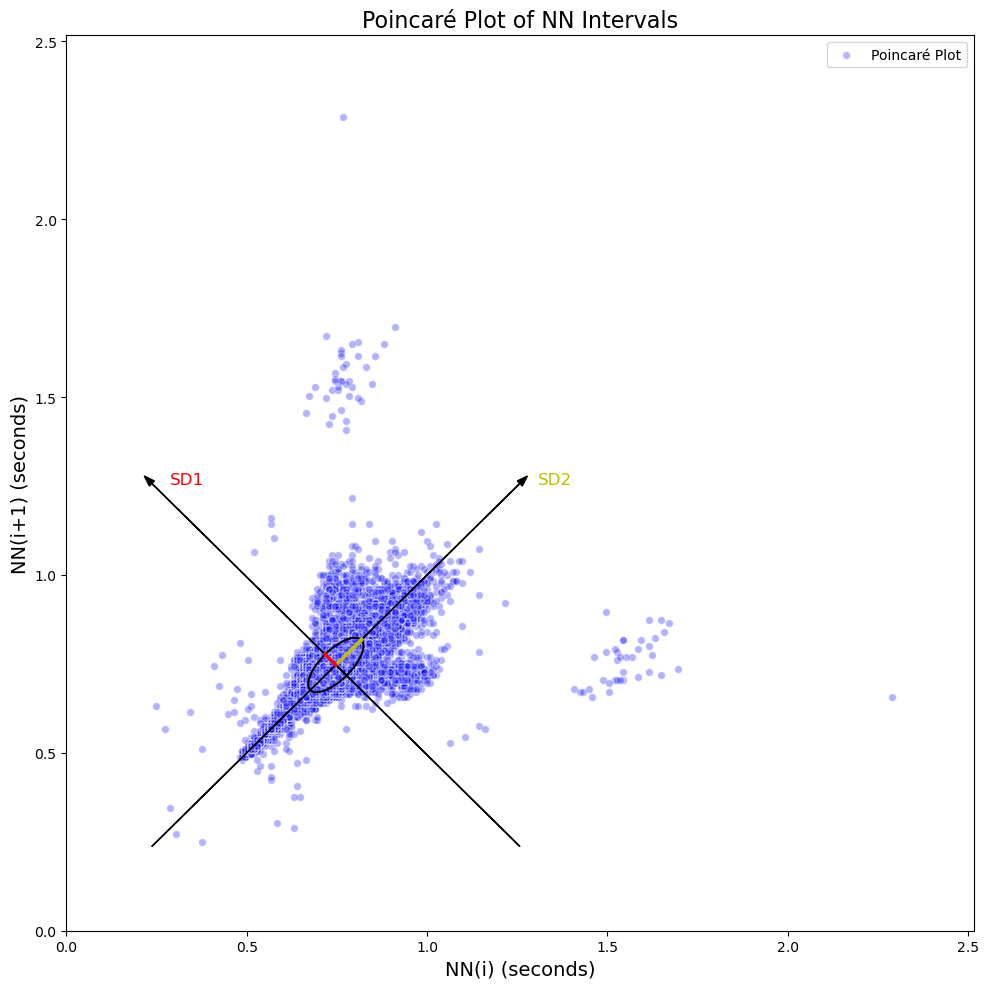 Poincaré Plot of NN Intervals
Poincaré Plot
2.5
2.0
1.5
1.0
0.5
0.0
NN(i+1) (seconds)
SD1
SD2
0.0 0.5 1.0 1.5 2.0 2.5
NN(i) (seconds)